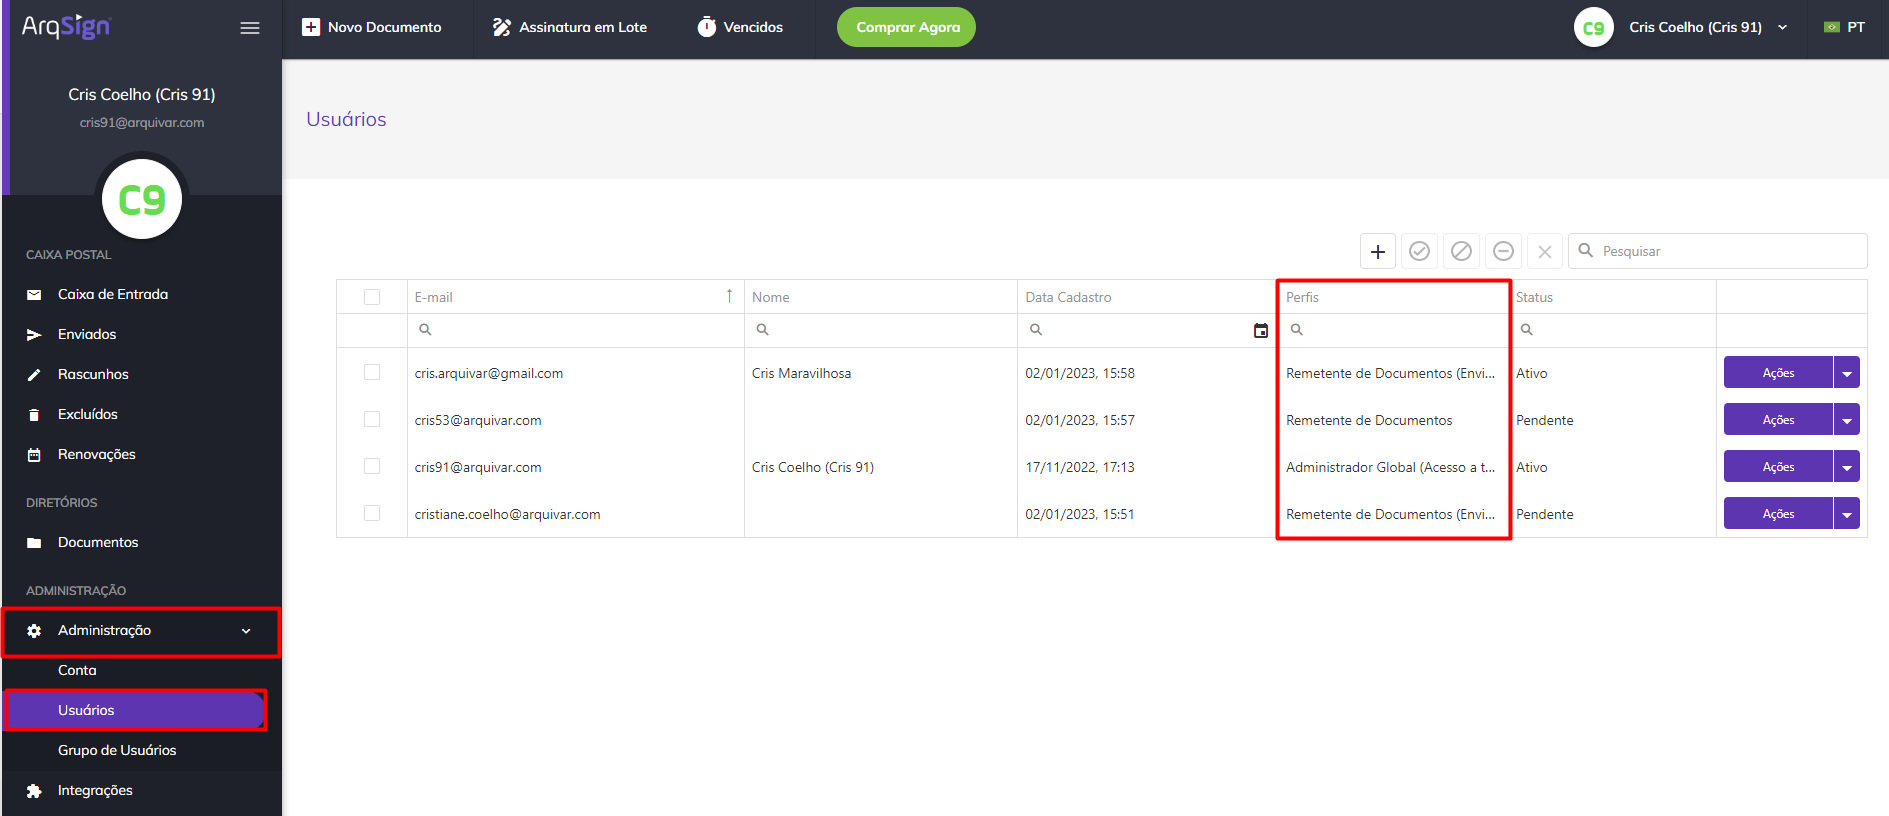 ArqSign
Novo Documento
Assinatura em Lote
Vencidos
Comprar Agora
C9
Cris Coelho (Cris 91)
PT
Cris Coelho (Cris 91)
cris91@arquivar.com
C9
CAIXA POSTAL
Caixa de Entrada
Enviados
Rascunhos
Excluídos
Renovações
DIRETÓRIOS
Documentos
ADMINISTRAÇÃO
Administração
Conta
Usuários
Grupo de Usuários
Integrações
Usuários
Pesquisar
E-mail Nome Data Cadastro Perfis Status
cris.arquivar@gmail.com Cris Maravilhosa 02/01/2023, 15:58 Remetente de Documentos (Envi... Ativo Ações
cris53@arquivar.com 02/01/2023, 15:57 Remetente de Documentos Pendente Ações
cris91@arquivar.com Cris Coelho (Cris 91) 17/11/2022, 17:13 Administrador Global (Acesso a t... Ativo Ações
cristiane.coelho@arquivar.com 02/01/2023, 15:51 Remetente de Documentos (Envi... Pendente Ações